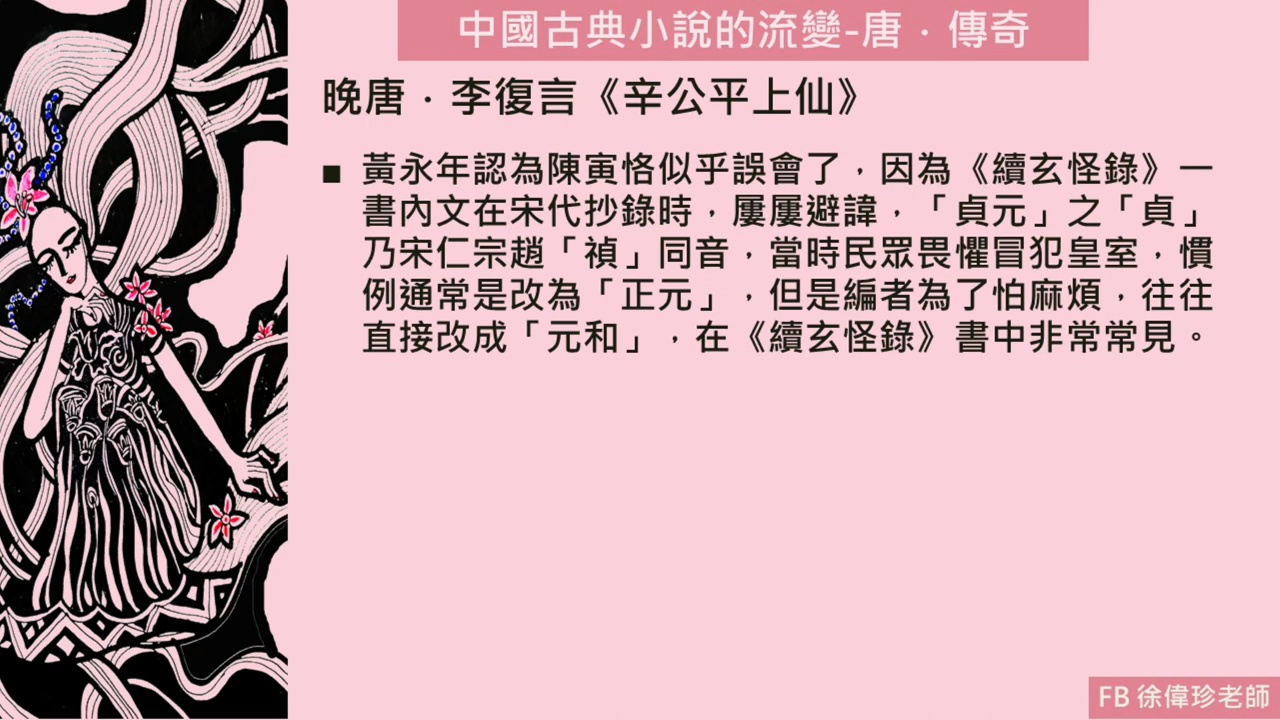 中國古典小說的流變-唐．傳奇
晚唐．李復言《辛公平上仙》
■ 黃永年認為陳寅恪似乎誤會了，因為《續玄怪錄》一
書內文在宋代抄錄時，屢屢避諱，「貞元」之「貞」
乃宋仁宗趙「禎」同音，當時民眾畏懼冒犯皇室，慣
例通常是改為「正元」，但是編者為了怕麻煩，往往
直接改成「元和」，在《續玄怪錄》書中非常常見。
FB 徐偉珍老師